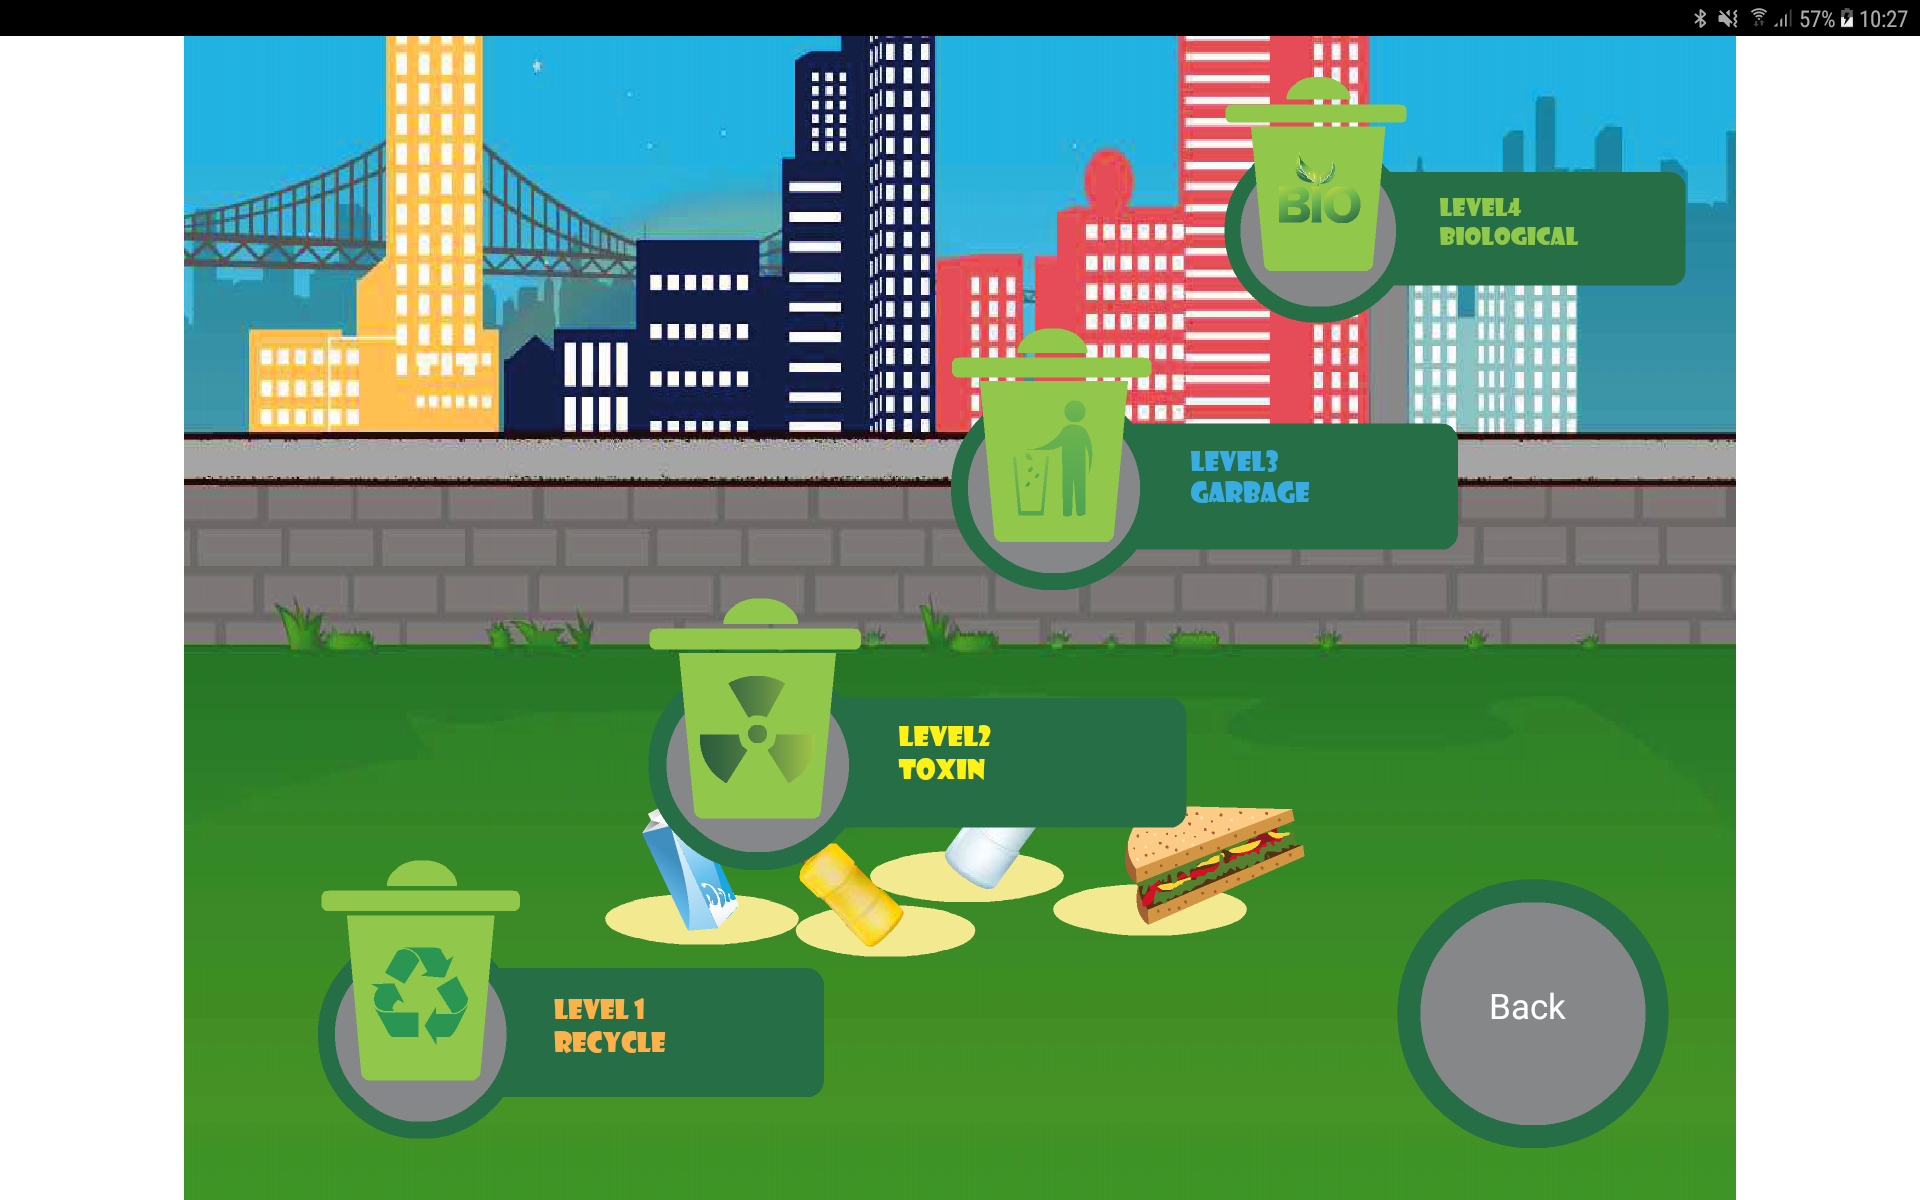 57% 10:27
BIO
LEVEL4
BIOLOGICAL
LEVEL3
GARBAGE
LEVEL2
TOXIN
LEVEL 1
RECYCLE
Back